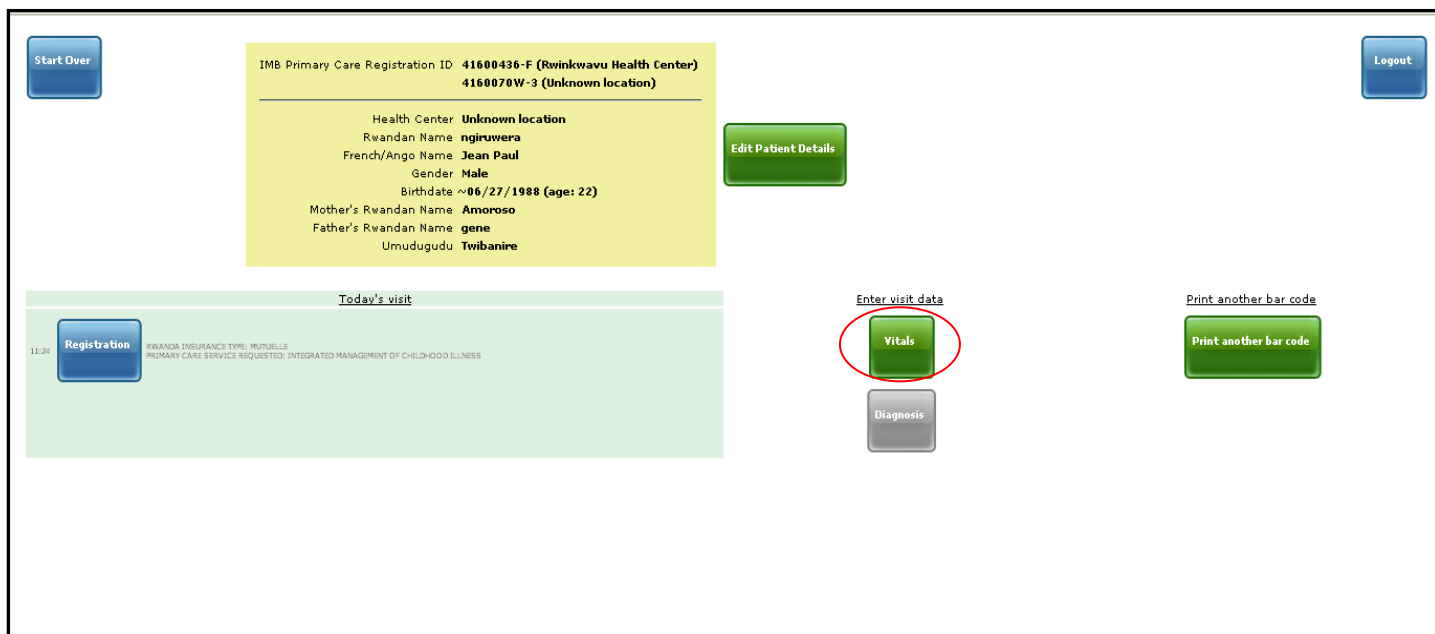 Start Over
IMB Primary Care Registration ID 41600436-F (Rwinkwavu Health Center)
4160070W-3 (Unknown location)
Logout
Health Center Unknown location
Rwandan Name ngiruwera
French/Ango Name Jean Paul
Gender Male
Birthdate ~06/27/1988 (age: 22)
Mother's Rwandan Name Amoroso
Father's Rwandan Name gene
Umudugudu Twibanire
Edit Patient Details
Today's visit
11:24 Registration
RWANDA INSURANCE TYPE: MUTUELLE
PRIMARY CARE SERVICE REQUESTED: INTEGRATED MANAGEMENT OF CHILDHOOD ILLNESS
Enter visit data
Vitals
Diagnosis
Print another bar code
Print another bar code